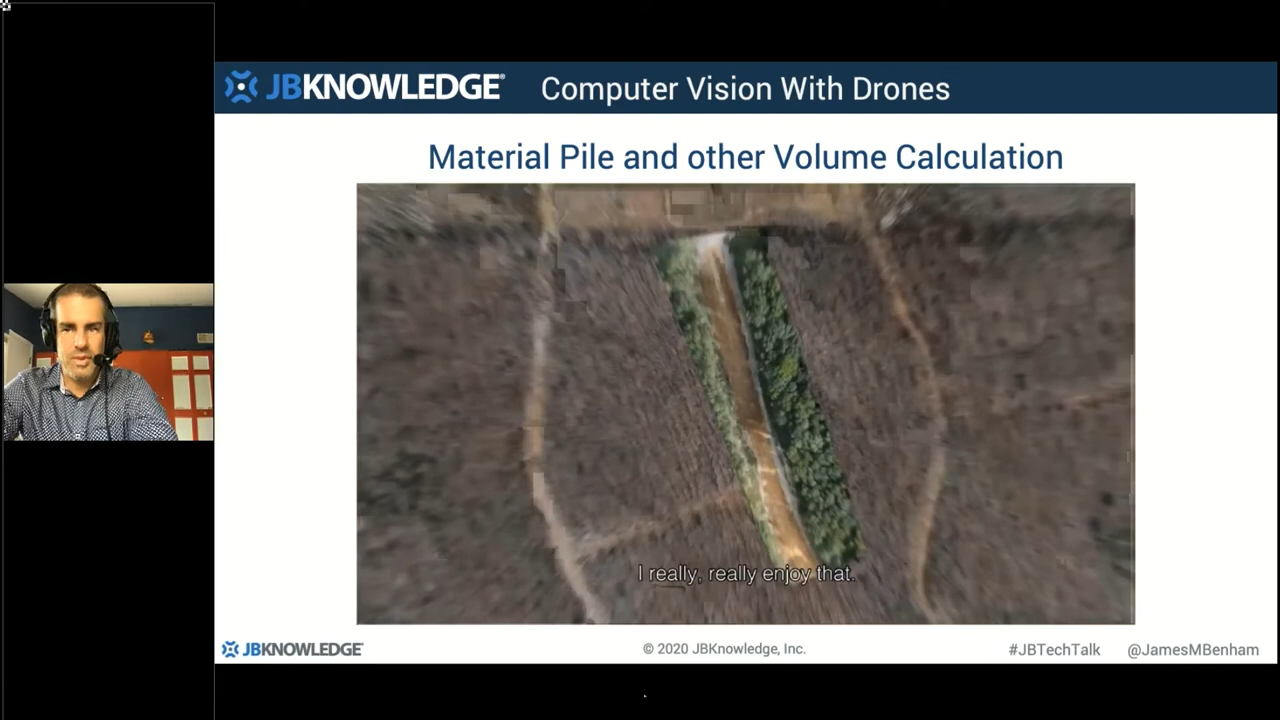 JBKNOWLEDGE®
Computer Vision With Drones
Material Pile and other Volume Calculation
I really, really enjoy that.
JBKNOWLEDGE
© 2020 JBKnowledge, Inc.
#JBTechTalk
@JamesMBenham